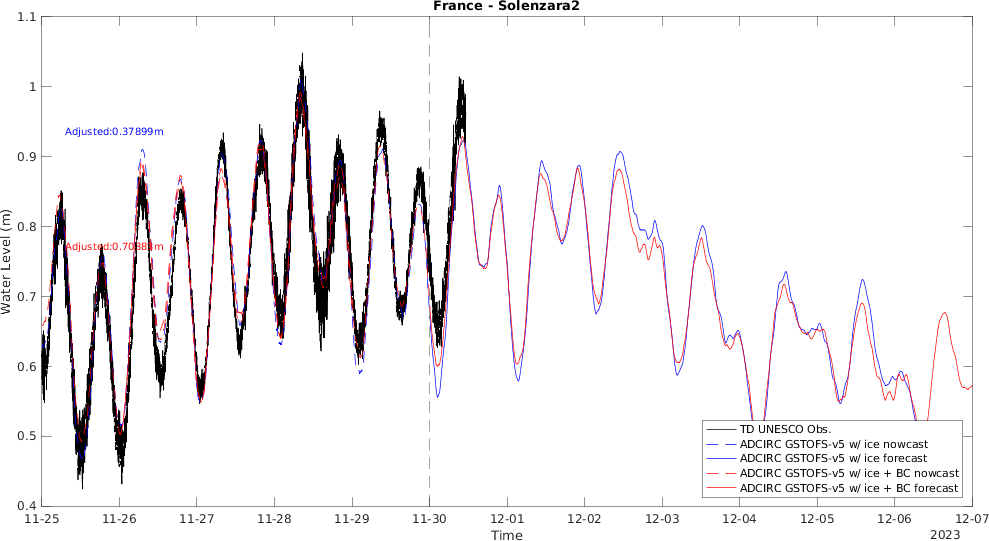 France - Solenzara2
Water Level (m)
1.1
1
0.9
0.8
0.7
0.6
0.5
0.4
Adjusted:0.37899m
TD UNESCO Obs.
ADCIRC GSTOFS-v5 w/ ice nowcast
ADCIRC GSTOFS-v5 w/ ice forecast
ADCIRC GSTOFS-v5 w/ ice + BC nowcast
ADCIRC GSTOFS-v5 w/ ice + BC forecast
11-25 11-26 11-27 11-28 11-29 11-30 12-01 12-02 12-03 12-04 12-05 12-06 12-07
Time
2023